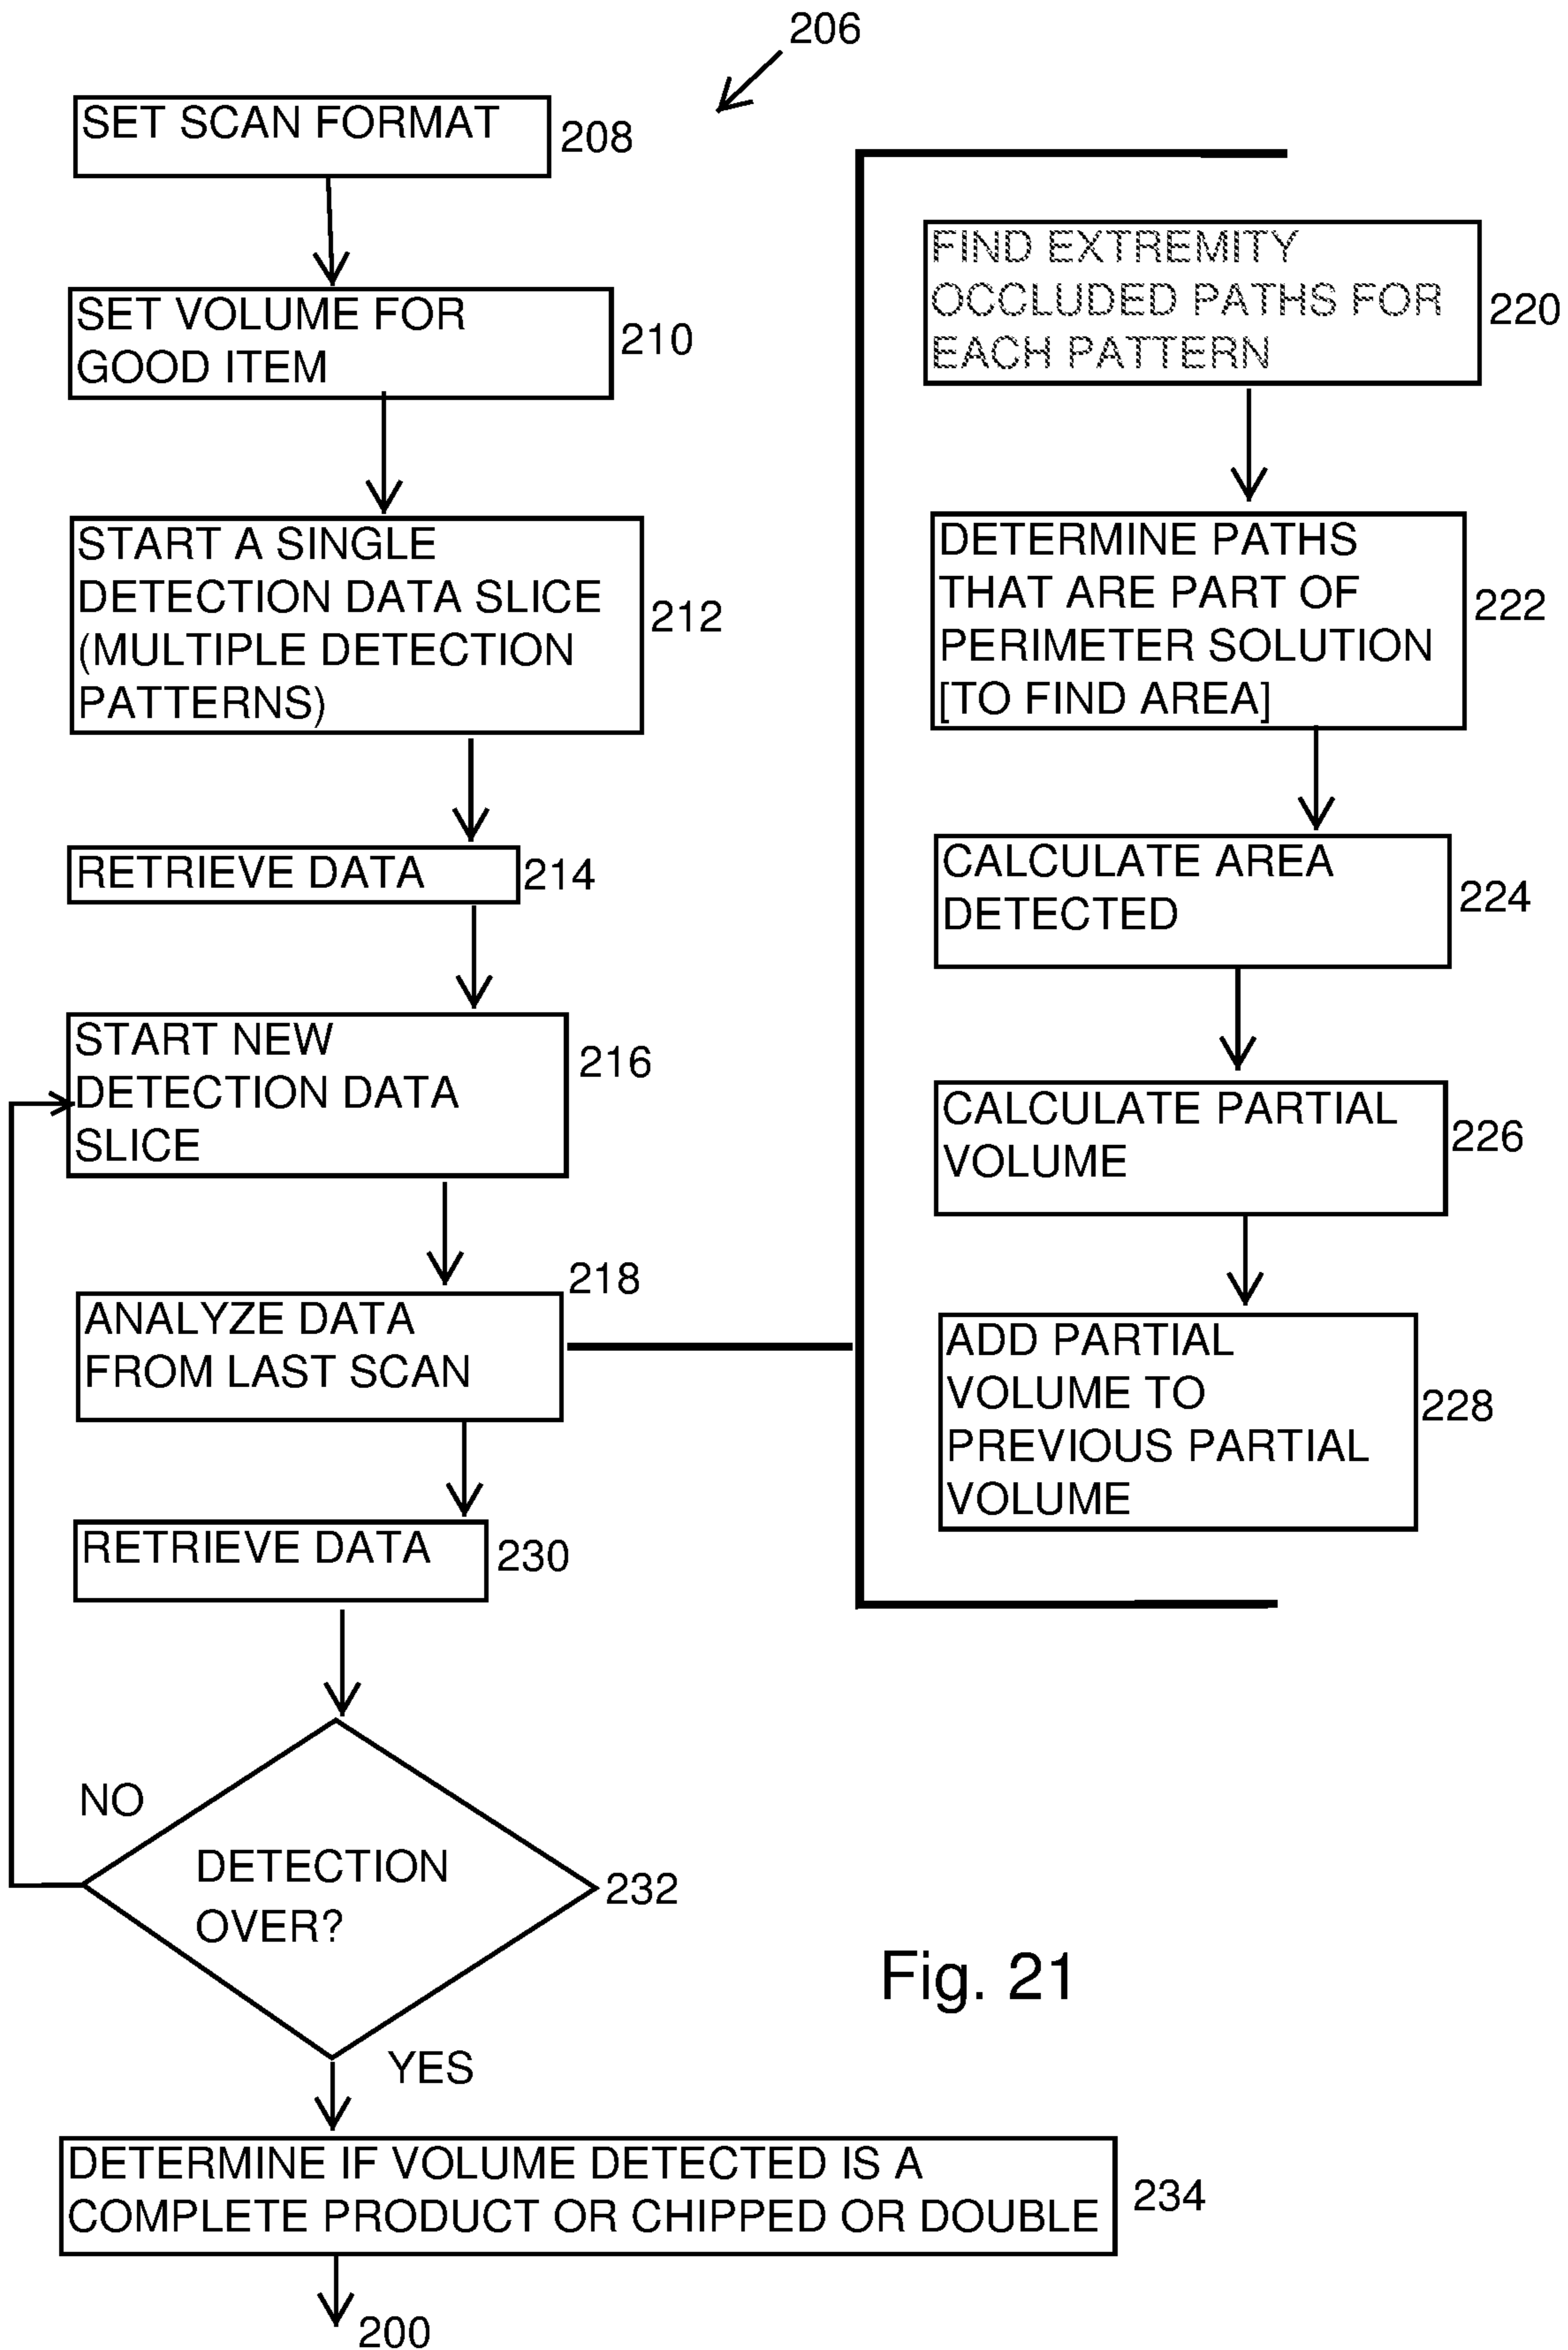 206
SET SCAN FORMAT
208
SET VOLUME FOR
GOOD ITEM
210
START A SINGLE
DETECTION DATA SLICE
(MULTIPLE DETECTION
PATTERNS)
212
RETRIEVE DATA
214
START NEW
DETECTION DATA
SLICE
216
ANALYZE DATA
FROM LAST SCAN
218
FIND EXTREMITY
OCCLUDED PATHS FOR
EACH PATTERN
220
DETERMINE PATHS
THAT ARE PART OF
PERIMETER SOLUTION
[TO FIND AREA]
222
CALCULATE AREA
DETECTED
224
CALCULATE PARTIAL
VOLUME
226
ADD PARTIAL
VOLUME TO
PREVIOUS PARTIAL
VOLUME
228
RETRIEVE DATA
230
NO
DETECTION
OVER?
232
YES
DETERMINE IF VOLUME DETECTED IS A
COMPLETE PRODUCT OR CHIPPED OR DOUBLE
234
200
Fig. 21